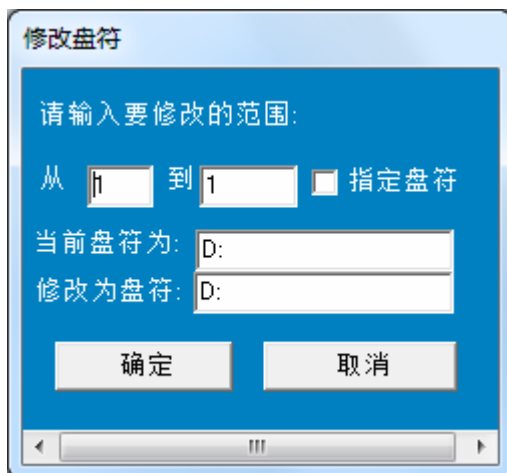 修改盘符
请输入要修改的范围:
从 1 到 1 指定盘符
当前盘符为: D:
修改为盘符: D:
确定 取消